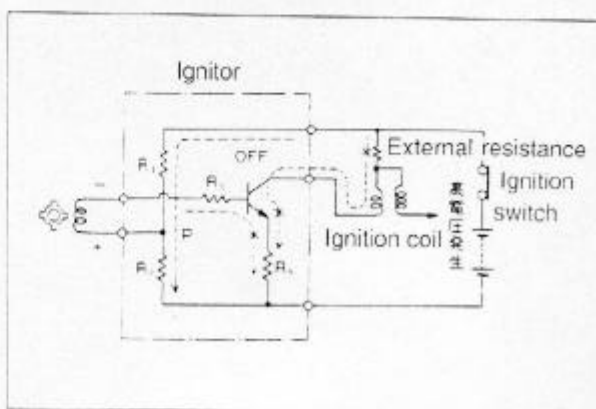 Ignitor
OFF
External resistance
Ignition
switch
Ignition coil
R
R
P
R
R